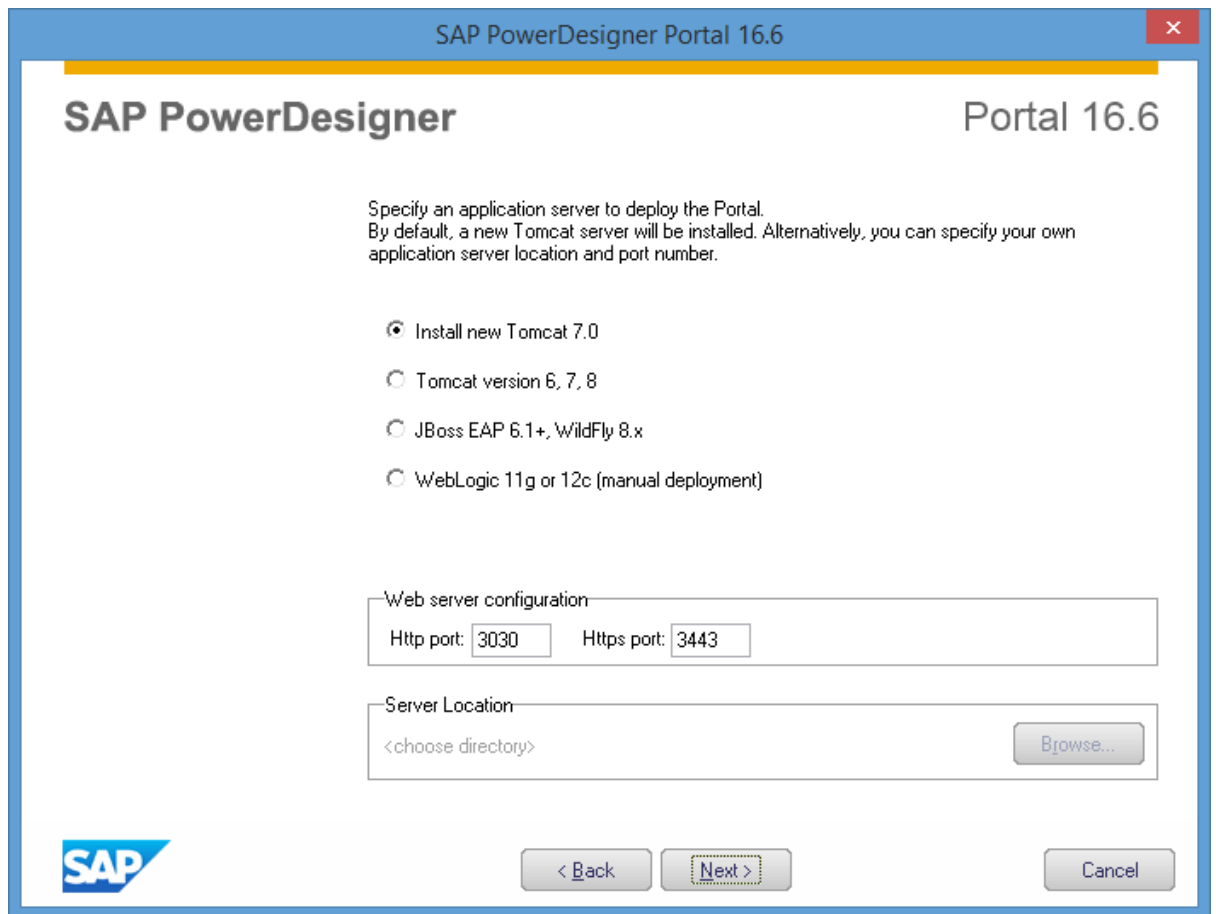 SAP PowerDesigner Portal 16.6
SAP PowerDesigner
Portal 16.6
Specify an application server to deploy the Portal.
By default, a new Tomcat server will be installed. Alternatively, you can specify your own
application server location and port number.
Install new Tomcat 7.0
Tomcat version 6, 7, 8
JBoss EAP 6.1+, WildFly 8.x
WebLogic 11g or 12c (manual deployment)
Web server configuration
Http port: 3030 Https port: 3443
Server Location
<choose directory> Browse...
SAP
< Back Next > Cancel